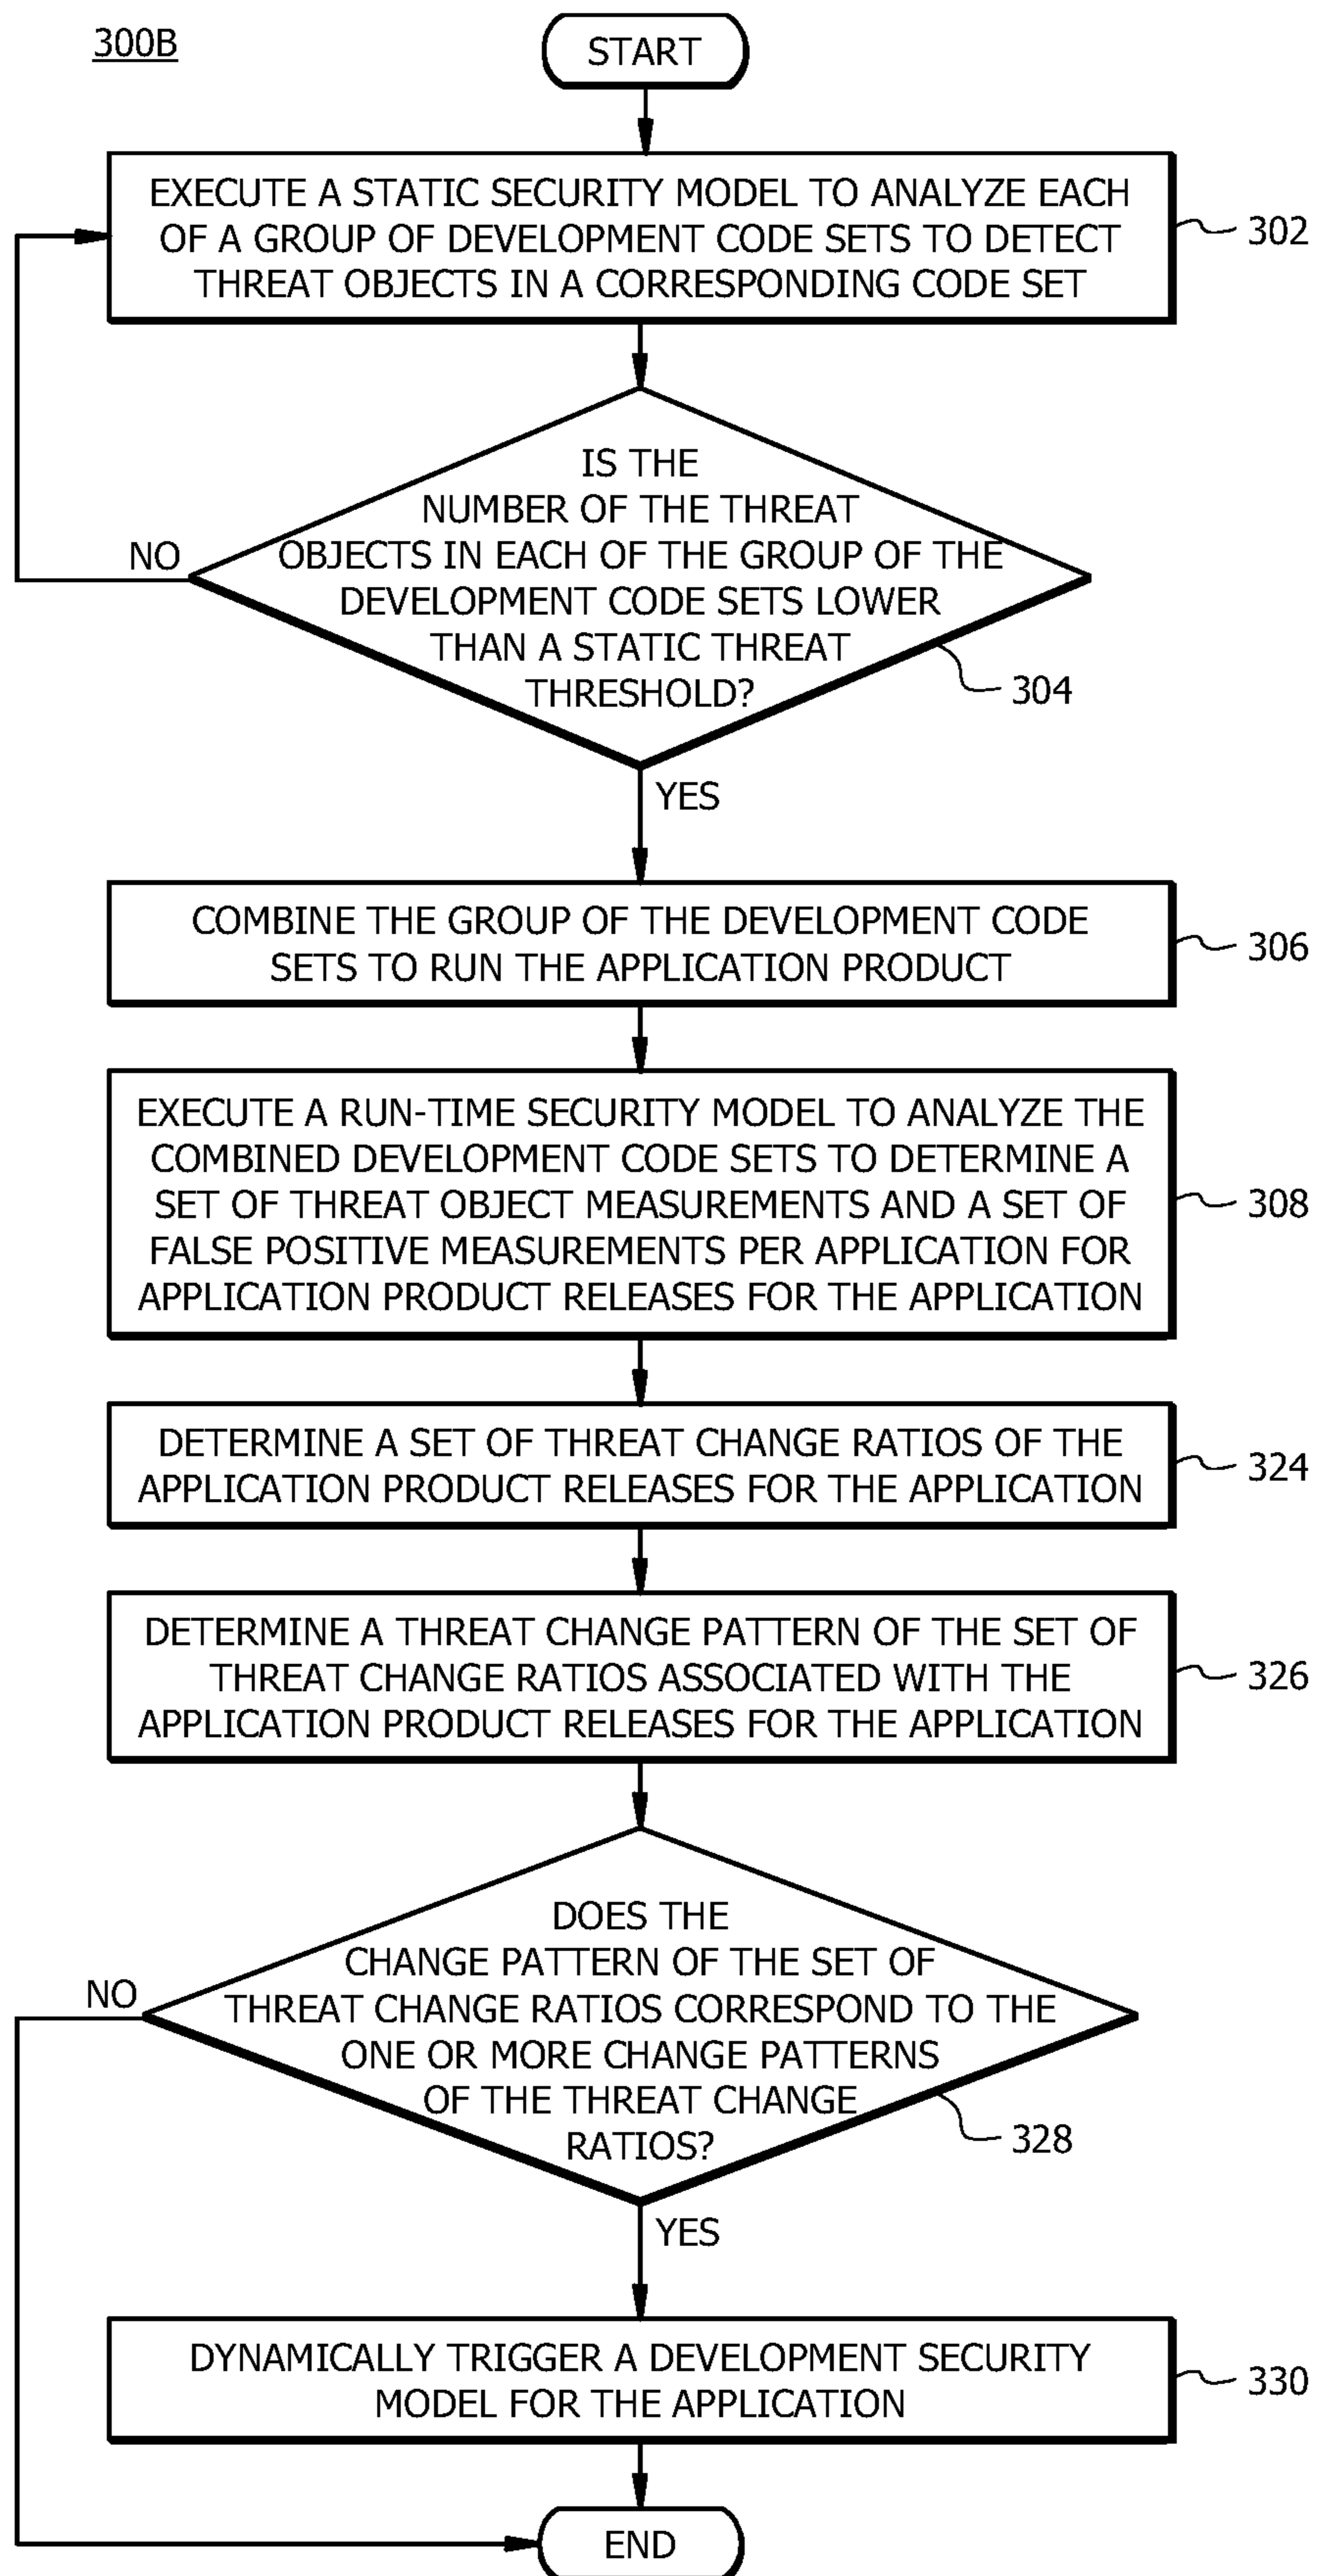 300B
START
EXECUTE A STATIC SECURITY MODEL TO ANALYZE EACH
OF A GROUP OF DEVELOPMENT CODE SETS TO DETECT
THREAT OBJECTS IN A CORRESPONDING CODE SET
302
IS THE
NUMBER OF THE THREAT
OBJECTS IN EACH OF THE GROUP OF THE
DEVELOPMENT CODE SETS LOWER
THAN A STATIC THREAT
THRESHOLD?
NO
304
YES
COMBINE THE GROUP OF THE DEVELOPMENT CODE
SETS TO RUN THE APPLICATION PRODUCT
306
EXECUTE A RUN-TIME SECURITY MODEL TO ANALYZE THE
COMBINED DEVELOPMENT CODE SETS TO DETERMINE A
SET OF THREAT OBJECT MEASUREMENTS AND A SET OF
FALSE POSITIVE MEASUREMENTS PER APPLICATION FOR
APPLICATION PRODUCT RELEASES FOR THE APPLICATION
308
DETERMINE A SET OF THREAT CHANGE RATIOS OF THE
APPLICATION PRODUCT RELEASES FOR THE APPLICATION
324
DETERMINE A THREAT CHANGE PATTERN OF THE SET OF
THREAT CHANGE RATIOS ASSOCIATED WITH THE
APPLICATION PRODUCT RELEASES FOR THE APPLICATION
326
DOES THE
CHANGE PATTERN OF THE SET OF
THREAT CHANGE RATIOS CORRESPOND TO THE
ONE OR MORE CHANGE PATTERNS
OF THE THREAT CHANGE
RATIOS?
NO
328
YES
DYNAMICALLY TRIGGER A DEVELOPMENT SECURITY
MODEL FOR THE APPLICATION
330
END